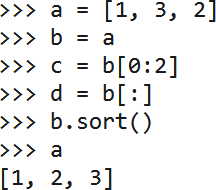 >>> a = [1, 3, 2]
>>> b = a
>>> c = b[0:2]
>>> d = b[:]
>>> b.sort()
>>> a
[1, 2, 3]